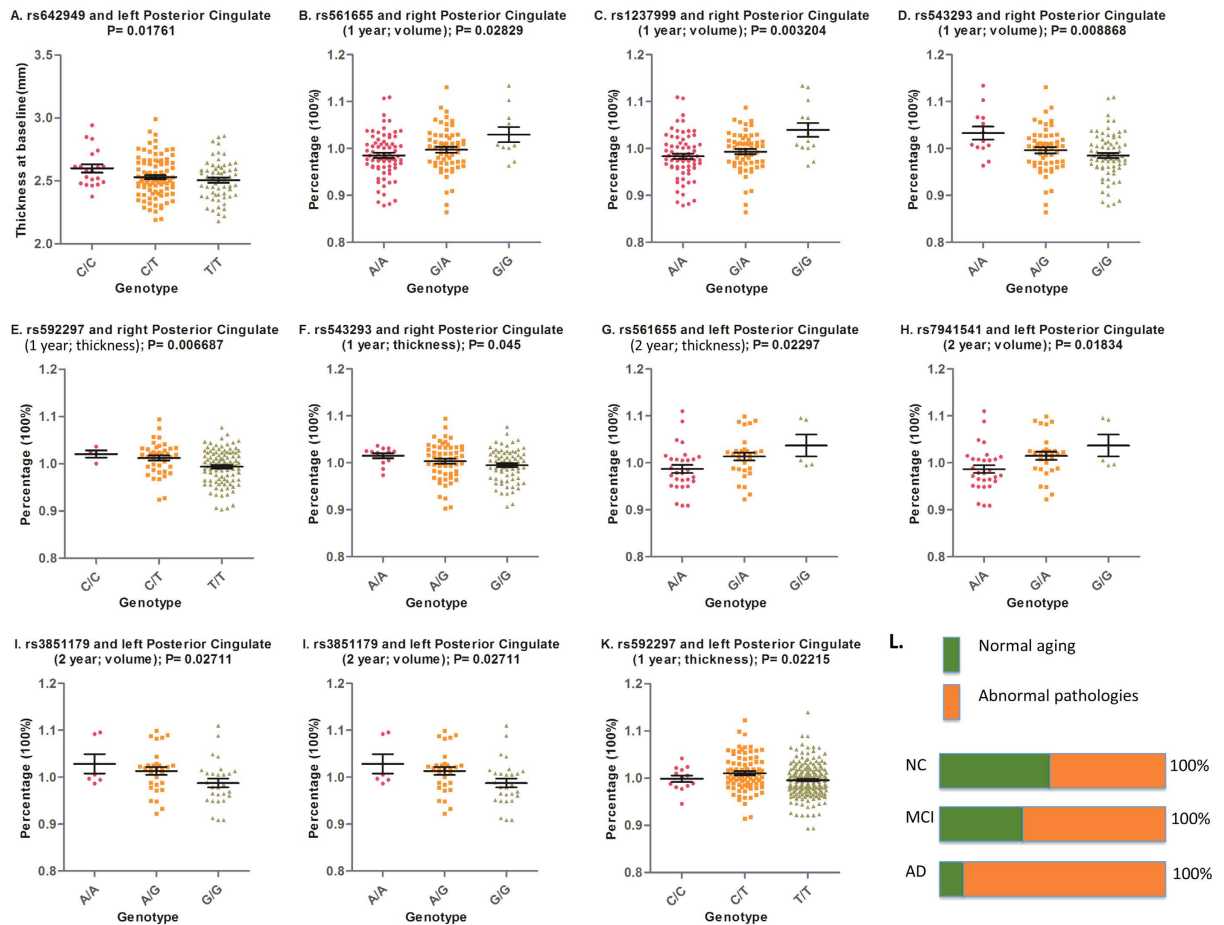 A. rs642949 and left Posterior Cingulate
P= 0.01761
Thickness at baseline(mm)
3.5
3.0
2.5
2.0
C/C
C/T
T/T
Genotype
B. rs561655 and right Posterior Cingulate
(1 year; volume); P= 0.02829
Percentage (100%)
1.2
1.1
1.0
0.9
0.8
A/A
G/A
G/G
Genotype
C. rs1237999 and right Posterior Cingulate
(1 year; volume); P= 0.003204
Percentage (100%)
1.2
1.1
1.0
0.9
0.8
A/A
G/A
G/G
Genotype
D. rs543293 and right Posterior Cingulate
(1 year; volume); P= 0.008868
Percentage (100%)
1.2
1.1
1.0
0.9
0.8
A/A
A/G
G/G
Genotype
E. rs592297 and right Posterior Cingulate
(1 year; thickness); P= 0.006687
Percentage (100%)
1.2
1.1
1.0
0.9
0.8
C/C
C/T
T/T
Genotype
F. rs543293 and right Posterior Cingulate
(1 year; thickness); P= 0.045
Percentage (100%)
1.2
1.1
1.0
0.9
0.8
A/A
A/G
G/G
Genotype
G. rs561655 and left Posterior Cingulate
(2 year; thickness); P= 0.02297
Percentage (100%)
1.2
1.1
1.0
0.9
0.8
A/A
G/A
G/G
Genotype
H. rs7941541 and left Posterior Cingulate
(2 year; volume); P= 0.01834
Percentage (100%)
1.2
1.1
1.0
0.9
0.8
A/A
G/A
G/G
Genotype
I. rs3851179 and left Posterior Cingulate
(2 year; volume); P= 0.02711
Percentage (100%)
1.2
1.1
1.0
0.9
0.8
A/A
A/G
G/G
Genotype
I. rs3851179 and left Posterior Cingulate
(2 year; volume); P= 0.02711
Percentage (100%)
1.2
1.1
1.0
0.9
0.8
A/A
A/G
G/G
Genotype
K. rs592297 and left Posterior Cingulate
(1 year; thickness); P= 0.02215
Percentage (100%)
1.2
1.1
1.0
0.9
0.8
C/C
C/T
T/T
Genotype
L.
Normal aging
Abnormal pathologies
NC 100%
MCI 100%
AD 100%